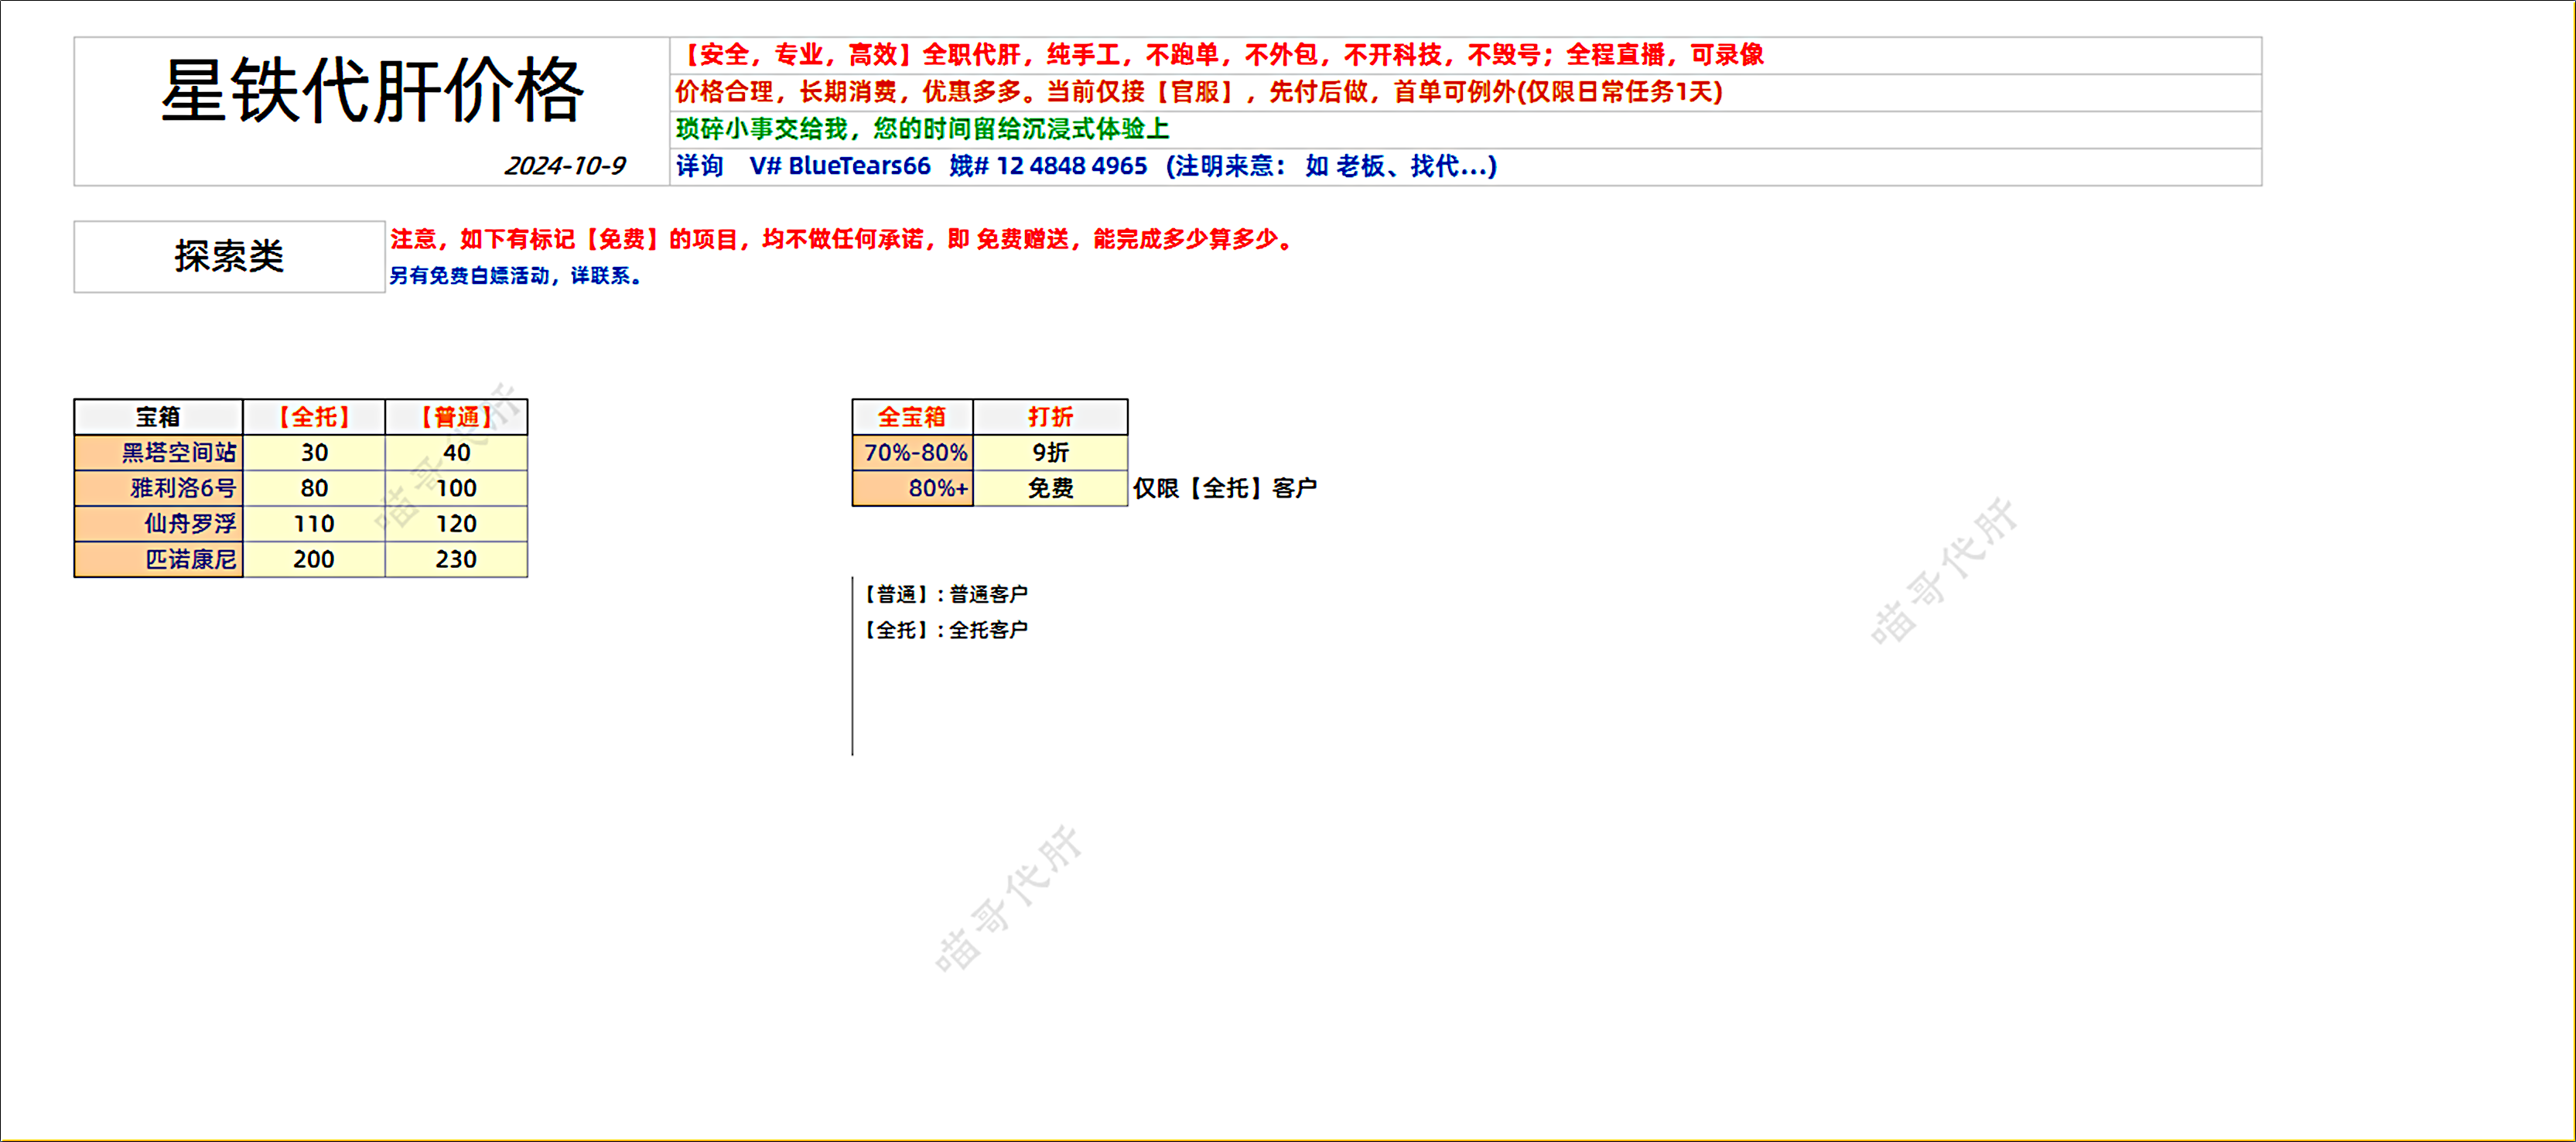 星铁代肝价格
2024-10-9
【安全，专业，高效】全职代肝，纯手工，不跑单，不外包，不开科技，不毁号；全程直播，可录像
价格合理，长期消费，优惠多多。当前仅接【官服】，先付后做，首单可例外(仅限日常任务1天)
琐碎小事交给我，您的时间留给沉浸式体验上
详询 V# BlueTears66 娥# 12 4848 4965 (注明来意： 如 老板、找代…)
探索类
注意，如下有标记【免费】的项目，均不做任何承诺，即 免费赠送，能完成多少算多少。
另有免费白嫖活动，详联系。
宝箱 【全托】 【普通】
黑塔空间站 30 40
雅利洛6号 80 100
仙舟罗浮 110 120
匹诺康尼 200 230
全宝箱 打折
70%-80% 9折
80%+ 免费 仅限【全托】客户
【普通】: 普通客户
【全托】: 全托客户
喵哥代肝
喵哥代肝
喵哥代肝